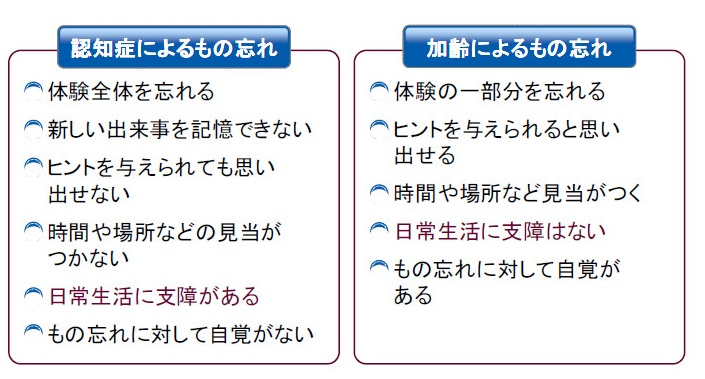 認知症によるもの忘れ
体験全体を忘れる
新しい出来事を記憶できない
ヒントを与えられても思い
出せない
時間や場所などの見当が
つかない
日常生活に支障がある
もの忘れに対して自覚がない
加齢によるもの忘れ
体験の一部分を忘れる
ヒントを与えられると思い
出せる
時間や場所など見当がつく
日常生活に支障はない
もの忘れに対して自覚が
ある